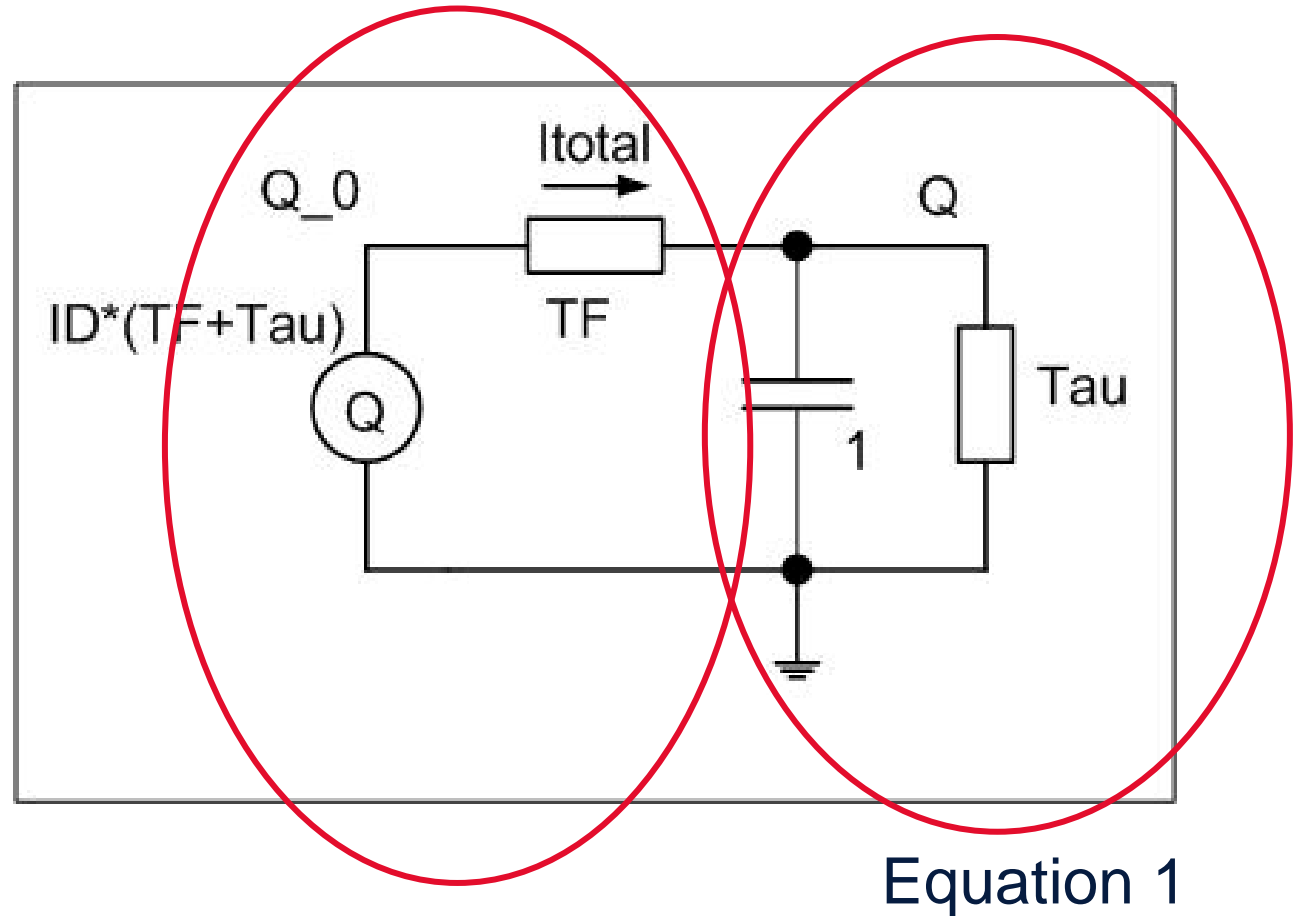 Itotal
Q_0
Q
ID*(TF+Tau)
TF
Q
Tau
1
Equation 1